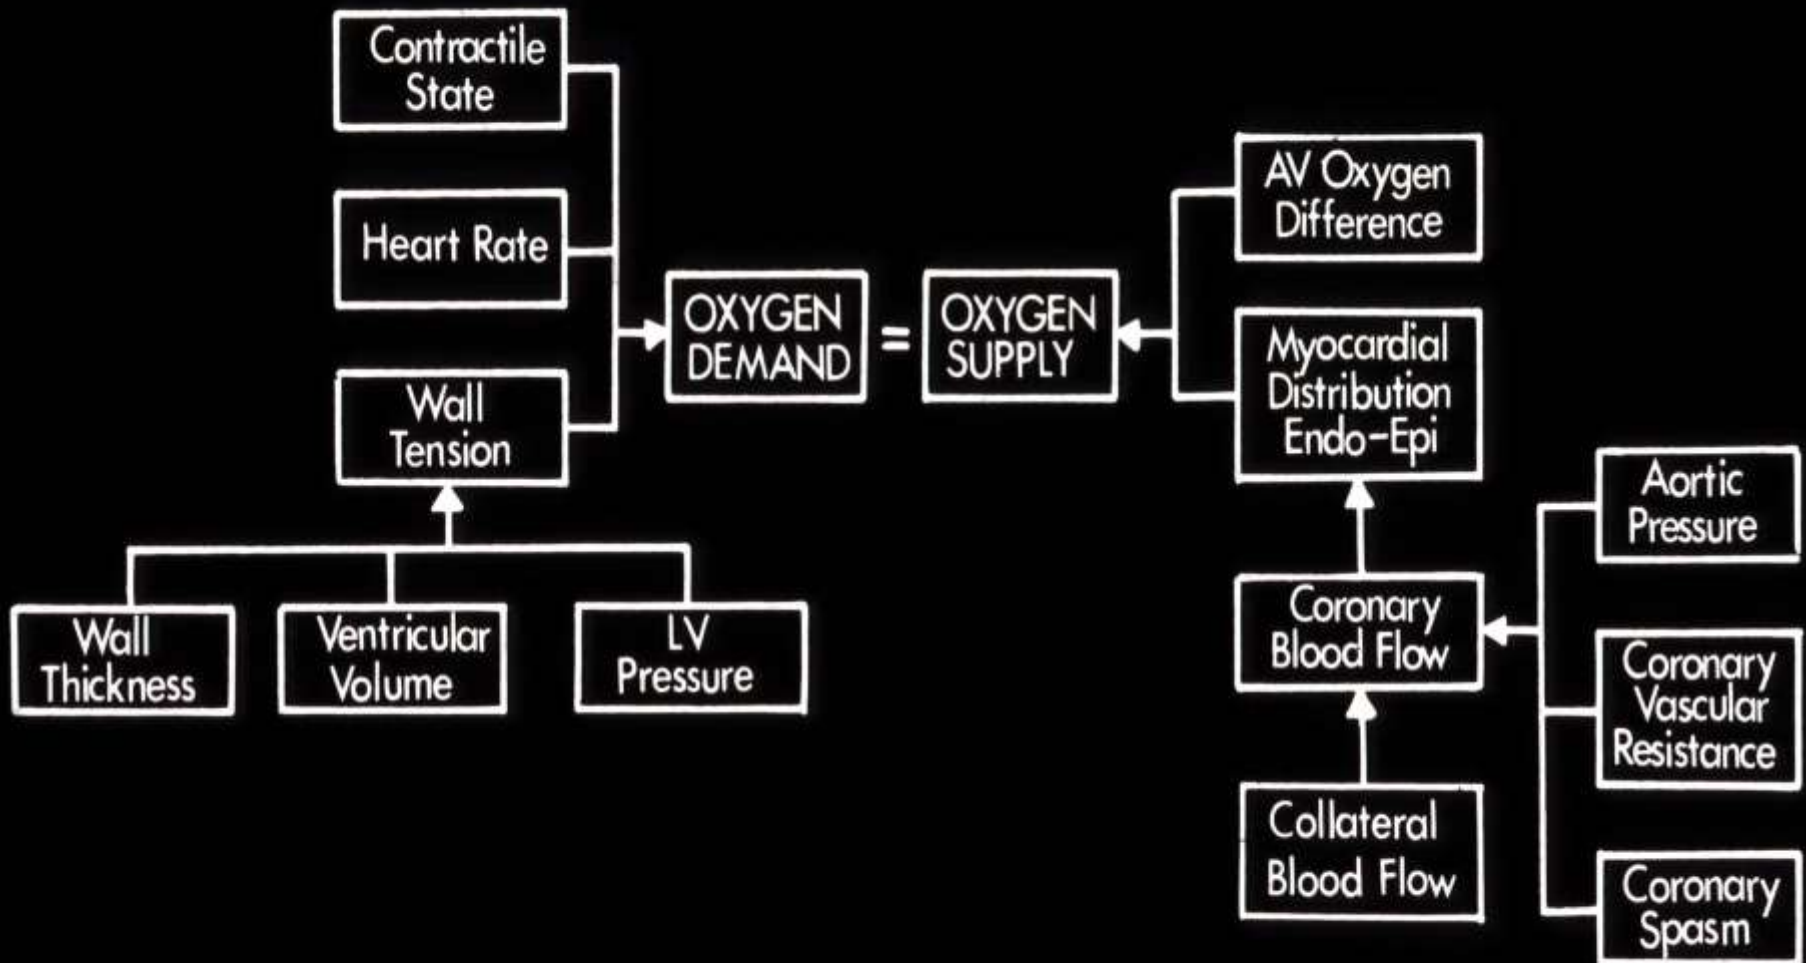 Contractile
State
Heart Rate
Wall
Tension
Wall
Thickness
Ventricular
Volume
LV
Pressure
OXYGEN
DEMAND
=
OXYGEN
SUPPLY
AV Oxygen
Difference
Myocardial
Distribution
Endo-Epi
Coronary
Blood Flow
Collateral
Blood Flow
Aortic
Pressure
Coronary
Vascular
Resistance
Coronary
Spasm